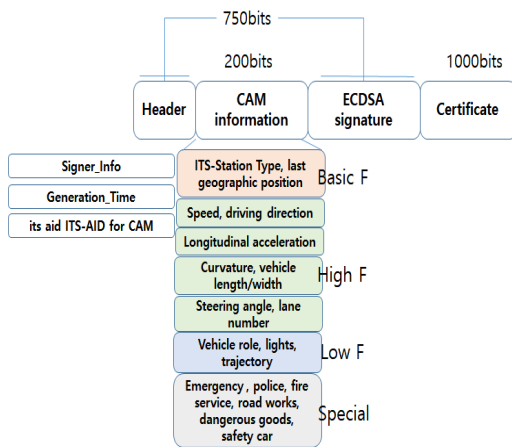 750bits
200bits
1000bits
Header
CAM
information
ECDSA
signature
Certificate
Signer_Info
Generation_Time
its aid ITS-AID for CAM
ITS-Station Type, last
geographic position
Basic F
Speed, driving direction
Longitudinal acceleration
Curvature, vehicle
length/width
High F
Steering angle, lane
number
Vehicle role, lights,
trajectory
Low F
Emergency , police, fire
service, road works,
dangerous goods,
safety car
Special